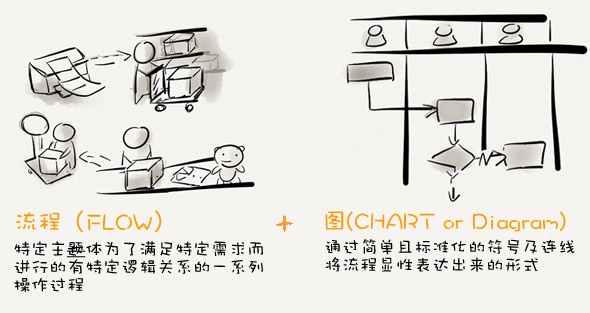 流程（FLOW）
特定主题体为了满足特定需求而
进行的有特定逻辑关系的一系列
操作过程
+
图(CHART or Diagram)
通过简单且标准化的符号及连线
将流程显性表达出来的形式